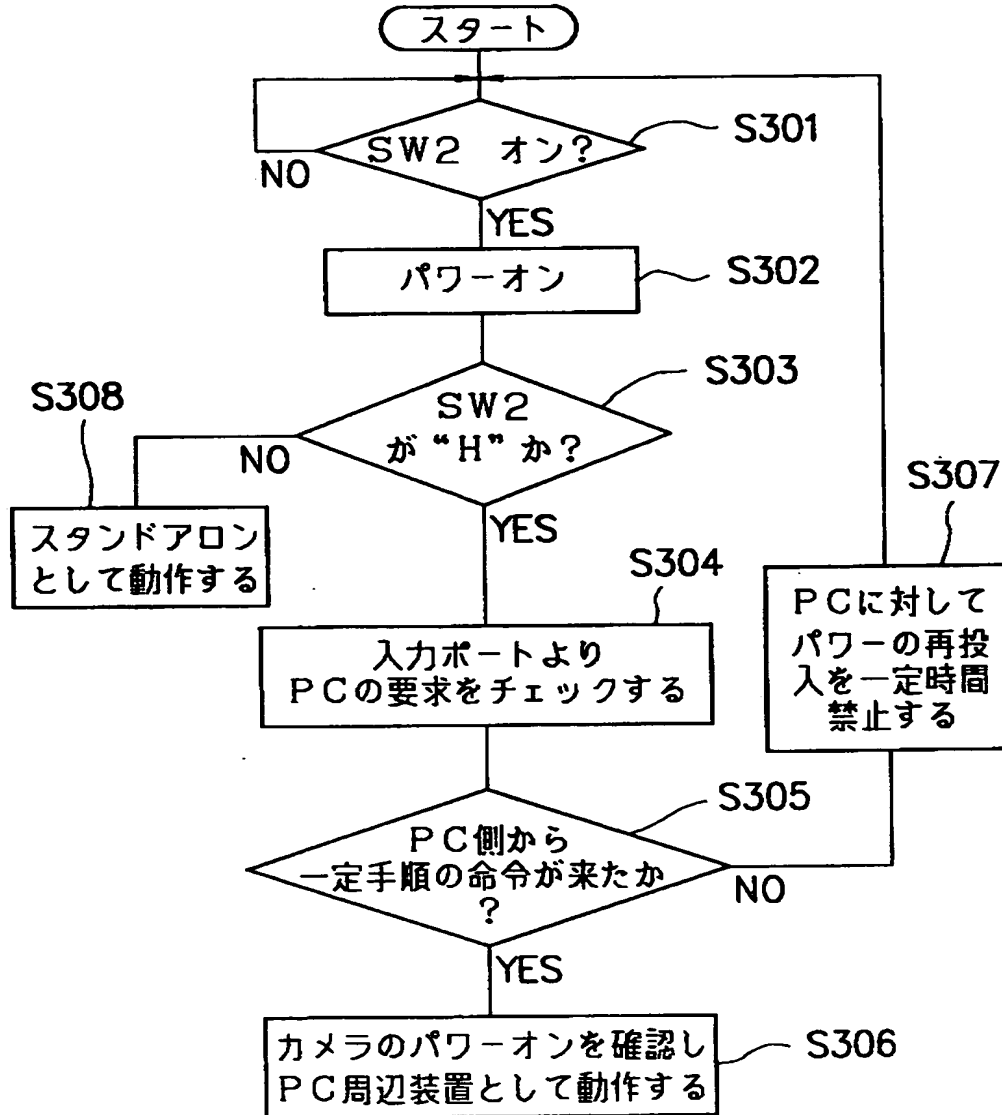 スタート
SW2 オン?
S301
NO
YES
パワーオン
S302
SW2
が“H”か?
S303
NO
YES
S308
スタンドアロン
として動作する
S304
入力ポートより
PCの要求をチェックする
S307
PCに対して
パワーの再投
入を一定時間
禁止する
PC側から
一定手順の命令が来たか
?
S305
NO
YES
カメラのパワーオンを確認し
PC周辺装置として動作する
S306